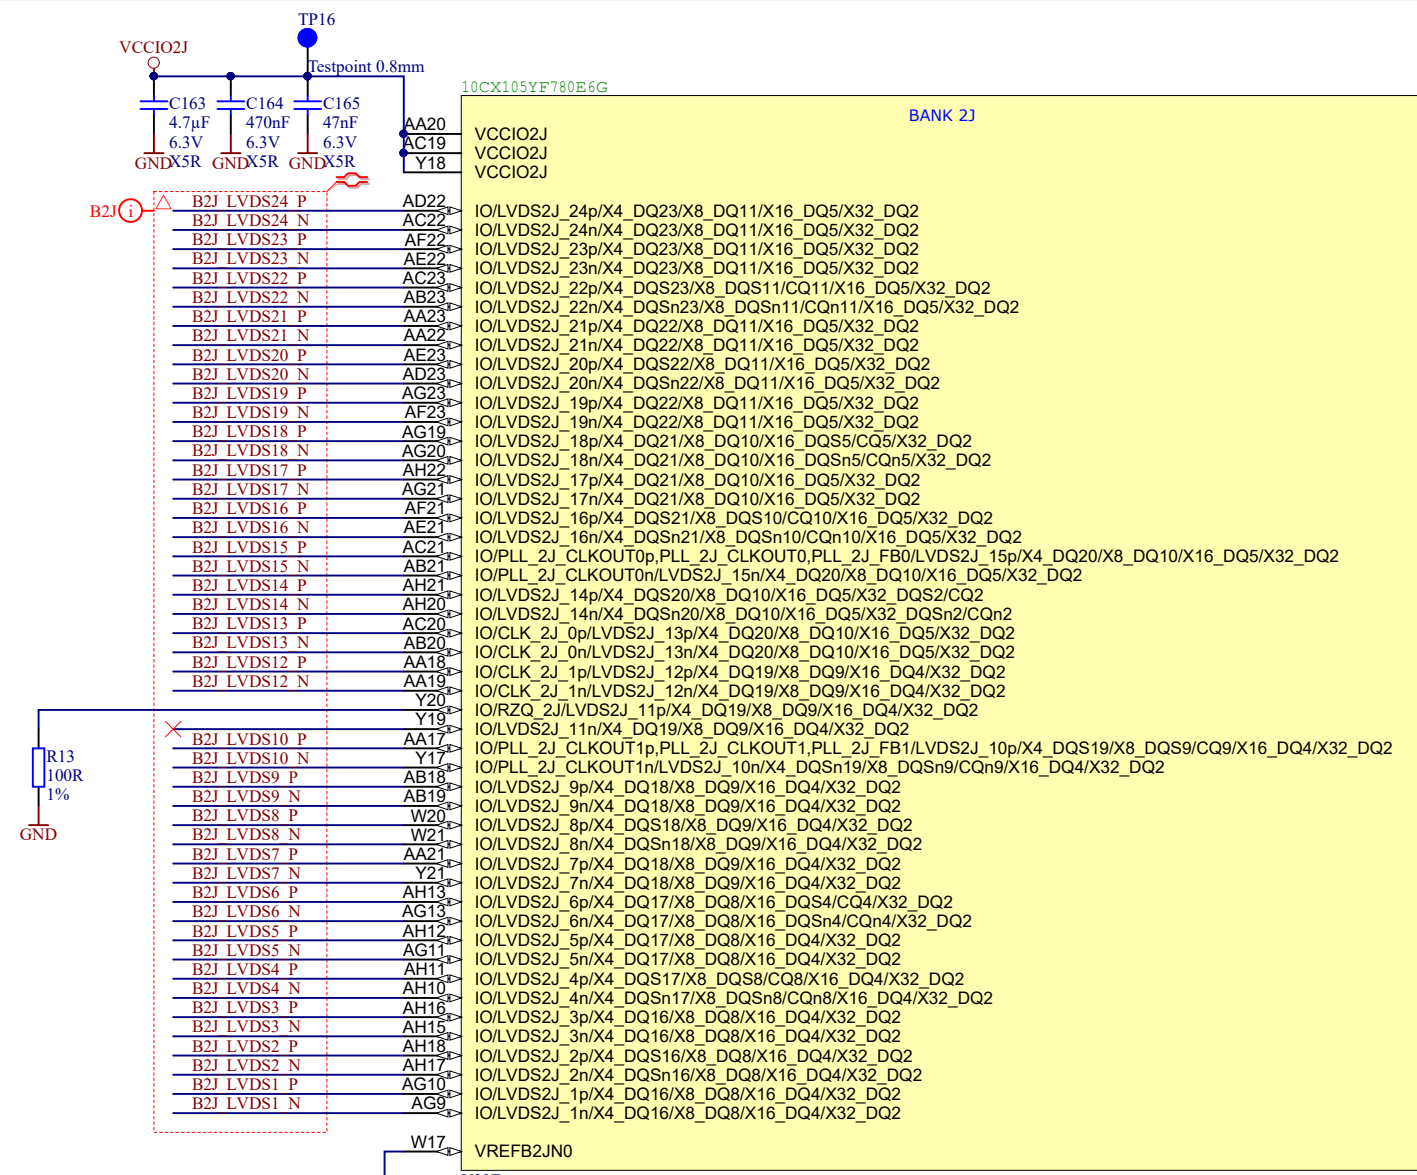 TP16
VCCIO2J
Testpoint 0.8mm
10CX105YF780E6G
BANK 2J
C163 C164 C165
4.7µF 470nF 47nF
6.3V 6.3V 6.3V
X5R X5R X5R
GND GND GND
AA20 VCCIO2J
AC19 VCCIO2J
Y18 VCCIO2J
B2J i
B2J_LVDS24_P AD22 IO/LVDS2J_24p/X4_DQ23/X8_DQ11/X16_DQ5/X32_DQ2
B2J_LVDS24_N AC22 IO/LVDS2J_24n/X4_DQ23/X8_DQ11/X16_DQ5/X32_DQ2
B2J_LVDS23_P AF22 IO/LVDS2J_23p/X4_DQ23/X8_DQ11/X16_DQ5/X32_DQ2
B2J_LVDS23_N AE22 IO/LVDS2J_23n/X4_DQ23/X8_DQ11/X16_DQ5/X32_DQ2
B2J_LVDS22_P AC23 IO/LVDS2J_22p/X4_DQS23/X8_DQS11/CQ11/X16_DQ5/X32_DQ2
B2J_LVDS22_N AB23 IO/LVDS2J_22n/X4_DQSn23/X8_DQSn11/CQn11/X16_DQ5/X32_DQ2
B2J_LVDS21_P AA23 IO/LVDS2J_21p/X4_DQ22/X8_DQ11/X16_DQ5/X32_DQ2
B2J_LVDS21_N AA22 IO/LVDS2J_21n/X4_DQ22/X8_DQ11/X16_DQ5/X32_DQ2
B2J_LVDS20_P AE23 IO/LVDS2J_20p/X4_DQS22/X8_DQ11/X16_DQ5/X32_DQ2
B2J_LVDS20_N AD23 IO/LVDS2J_20n/X4_DQSn22/X8_DQ11/X16_DQ5/X32_DQ2
B2J_LVDS19_P AG23 IO/LVDS2J_19p/X4_DQ22/X8_DQ11/X16_DQ5/X32_DQ2
B2J_LVDS19_N AF23 IO/LVDS2J_19n/X4_DQ22/X8_DQ11/X16_DQ5/X32_DQ2
B2J_LVDS18_P AG19 IO/LVDS2J_18p/X4_DQ21/X8_DQ10/X16_DQS5/CQ5/X32_DQ2
B2J_LVDS18_N AG20 IO/LVDS2J_18n/X4_DQ21/X8_DQ10/X16_DQSn5/CQn5/X32_DQ2
B2J_LVDS17_P AH22 IO/LVDS2J_17p/X4_DQ21/X8_DQ10/X16_DQ5/X32_DQ2
B2J_LVDS17_N AG21 IO/LVDS2J_17n/X4_DQ21/X8_DQ10/X16_DQ5/X32_DQ2
B2J_LVDS16_P AF21 IO/LVDS2J_16p/X4_DQS21/X8_DQS10/CQ10/X16_DQ5/X32_DQ2
B2J_LVDS16_N AE21 IO/LVDS2J_16n/X4_DQSn21/X8_DQSn10/CQn10/X16_DQ5/X32_DQ2
B2J_LVDS15_P AC21 IO/PLL_2J_CLKOUT0p,PLL_2J_CLKOUT0,PLL_2J_FB0/LVDS2J_15p/X4_DQ20/X8_DQ10/X16_DQ5/X32_DQ2
B2J_LVDS15_N AB21 IO/PLL_2J_CLKOUT0n/LVDS2J_15n/X4_DQ20/X8_DQ10/X16_DQ5/X32_DQ2
B2J_LVDS14_P AH21 IO/LVDS2J_14p/X4_DQS20/X8_DQ10/X16_DQ5/X32_DQS2/CQ2
B2J_LVDS14_N AH20 IO/LVDS2J_14n/X4_DQSn20/X8_DQ10/X16_DQ5/X32_DQSn2/CQn2
B2J_LVDS13_P AC20 IO/CLK_2J_0p/LVDS2J_13p/X4_DQ20/X8_DQ10/X16_DQ5/X32_DQ2
B2J_LVDS13_N AB20 IO/CLK_2J_0n/LVDS2J_13n/X4_DQ20/X8_DQ10/X16_DQ5/X32_DQ2
B2J_LVDS12_P AA18 IO/CLK_2J_1p/LVDS2J_12p/X4_DQ19/X8_DQ9/X16_DQ4/X32_DQ2
B2J_LVDS12_N AA19 IO/CLK_2J_1n/LVDS2J_12n/X4_DQ19/X8_DQ9/X16_DQ4/X32_DQ2
Y20 IO/RZQ_2J/LVDS2J_11p/X4_DQ19/X8_DQ9/X16_DQ4/X32_DQ2
Y19 IO/LVDS2J_11n/X4_DQ19/X8_DQ9/X16_DQ4/X32_DQ2
B2J_LVDS10_P AA17 IO/PLL_2J_CLKOUT1p,PLL_2J_CLKOUT1,PLL_2J_FB1/LVDS2J_10p/X4_DQS19/X8_DQS9/CQ9/X16_DQ4/X32_DQ2
B2J_LVDS10_N Y17 IO/PLL_2J_CLKOUT1n/LVDS2J_10n/X4_DQSn19/X8_DQSn9/CQn9/X16_DQ4/X32_DQ2
B2J_LVDS9_P AB18 IO/LVDS2J_9p/X4_DQ18/X8_DQ9/X16_DQ4/X32_DQ2
B2J_LVDS9_N AB19 IO/LVDS2J_9n/X4_DQ18/X8_DQ9/X16_DQ4/X32_DQ2
B2J_LVDS8_P W20 IO/LVDS2J_8p/X4_DQS18/X8_DQ9/X16_DQ4/X32_DQ2
B2J_LVDS8_N W21 IO/LVDS2J_8n/X4_DQSn18/X8_DQ9/X16_DQ4/X32_DQ2
B2J_LVDS7_P AA21 IO/LVDS2J_7p/X4_DQ18/X8_DQ9/X16_DQ4/X32_DQ2
B2J_LVDS7_N Y21 IO/LVDS2J_7n/X4_DQ18/X8_DQ9/X16_DQ4/X32_DQ2
B2J_LVDS6_P AH13 IO/LVDS2J_6p/X4_DQ17/X8_DQ8/X16_DQS4/CQ4/X32_DQ2
B2J_LVDS6_N AG13 IO/LVDS2J_6n/X4_DQ17/X8_DQ8/X16_DQSn4/CQn4/X32_DQ2
B2J_LVDS5_P AH12 IO/LVDS2J_5p/X4_DQ17/X8_DQ8/X16_DQ4/X32_DQ2
B2J_LVDS5_N AG11 IO/LVDS2J_5n/X4_DQ17/X8_DQ8/X16_DQ4/X32_DQ2
B2J_LVDS4_P AH11 IO/LVDS2J_4p/X4_DQS17/X8_DQS8/CQ8/X16_DQ4/X32_DQ2
B2J_LVDS4_N AH10 IO/LVDS2J_4n/X4_DQSn17/X8_DQSn8/CQn8/X16_DQ4/X32_DQ2
B2J_LVDS3_P AH16 IO/LVDS2J_3p/X4_DQ16/X8_DQ8/X16_DQ4/X32_DQ2
B2J_LVDS3_N AH15 IO/LVDS2J_3n/X4_DQ16/X8_DQ8/X16_DQ4/X32_DQ2
B2J_LVDS2_P AH18 IO/LVDS2J_2p/X4_DQS16/X8_DQ8/X16_DQ4/X32_DQ2
B2J_LVDS2_N AH17 IO/LVDS2J_2n/X4_DQSn16/X8_DQ8/X16_DQ4/X32_DQ2
B2J_LVDS1_P AG10 IO/LVDS2J_1p/X4_DQ16/X8_DQ8/X16_DQ4/X32_DQ2
B2J_LVDS1_N AG9 IO/LVDS2J_1n/X4_DQ16/X8_DQ8/X16_DQ4/X32_DQ2
R13
100R
1%
GND
W17 VREFB2JN0